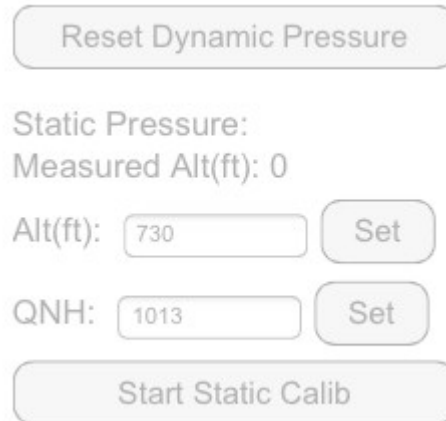 Reset Dynamic Pressure
Static Pressure:
Measured Alt(ft): 0
Alt(ft): 730 Set
QNH: 1013 Set
Start Static Calib